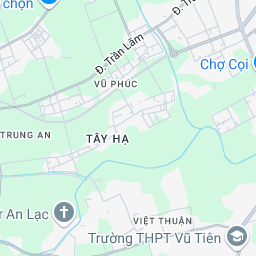 chọn
Đ. Trần Lãm
Chợ Cọi
VŨ PHÚC
TRUNG AN
TÂY HẠ
An Lạc
VIỆT THUẬN
Trường THPT Vũ Tiên